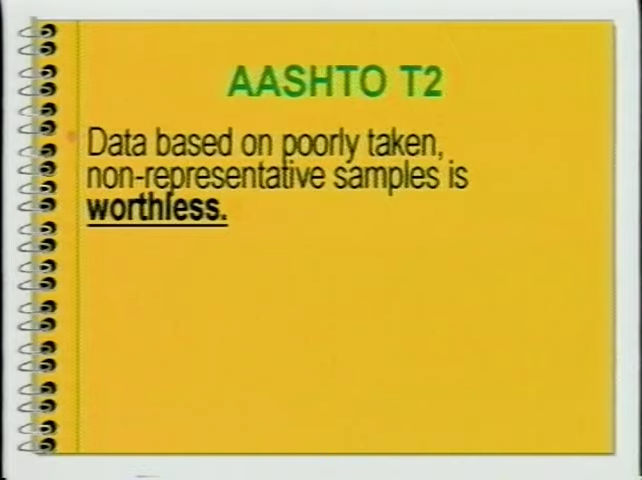 AASHTO T2
Data based on poorly taken,
non-representative samples is
worthless.